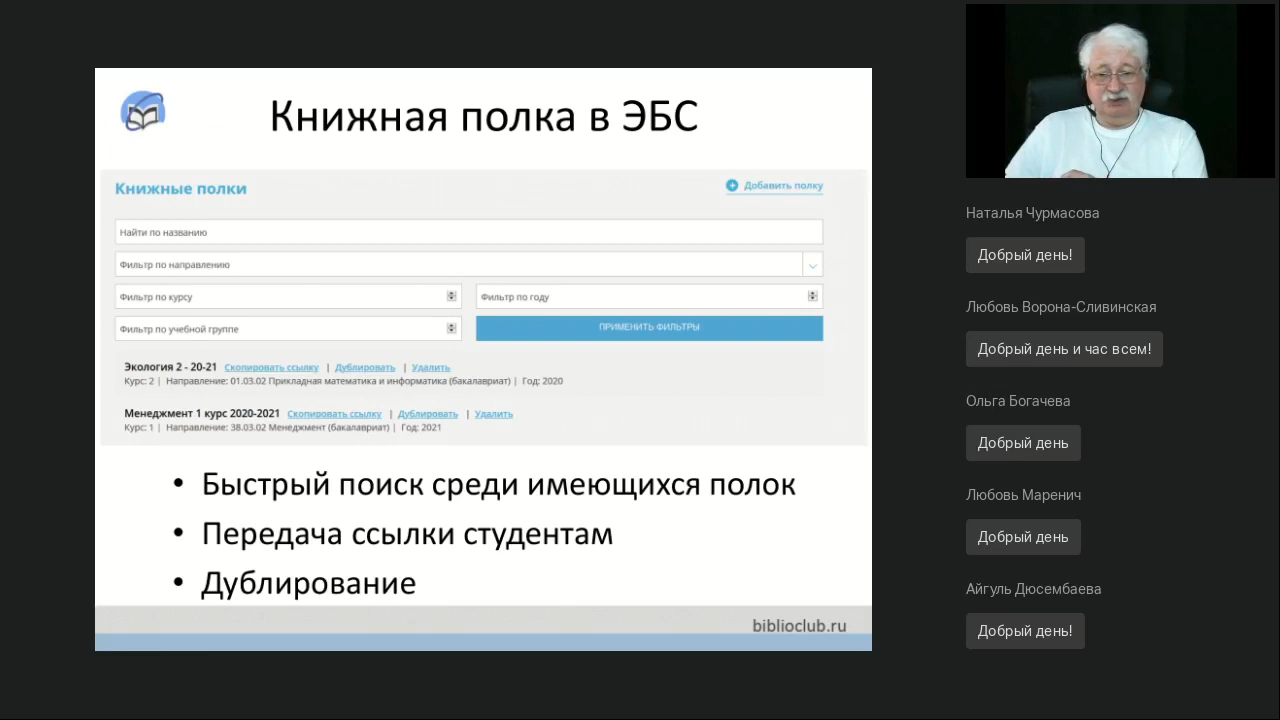 Книжная полка в ЭБС
Книжные полки
Добавить полку
Найти по названию
Фильтр по направлению
Фильтр по курсу
Фильтр по году
Фильтр по учебной группе
ПРИМЕНИТЬ ФИЛЬТРЫ
Экология 2 - 20-21 Скопировать ссылку | Дублировать | Удалить
Курс: 2 | Направление: 01.03.02 Прикладная математика и информатика (бакалавриат) | Год: 2020
Менеджмент 1 курс 2020-2021 Скопировать ссылку | Дублировать | Удалить
Курс: 1 | Направление: 38.03.02 Менеджмент (бакалавриат) | Год: 2021
• Быстрый поиск среди имеющихся полок
• Передача ссылки студентам
• Дублирование
biblioclub.ru
Наталья Чурмасова
Добрый день!
Любовь Ворона-Сливинская
Добрый день и час всем!
Ольга Богачева
Добрый день
Любовь Маренич
Добрый день
Айгуль Дюсембаева
Добрый день!